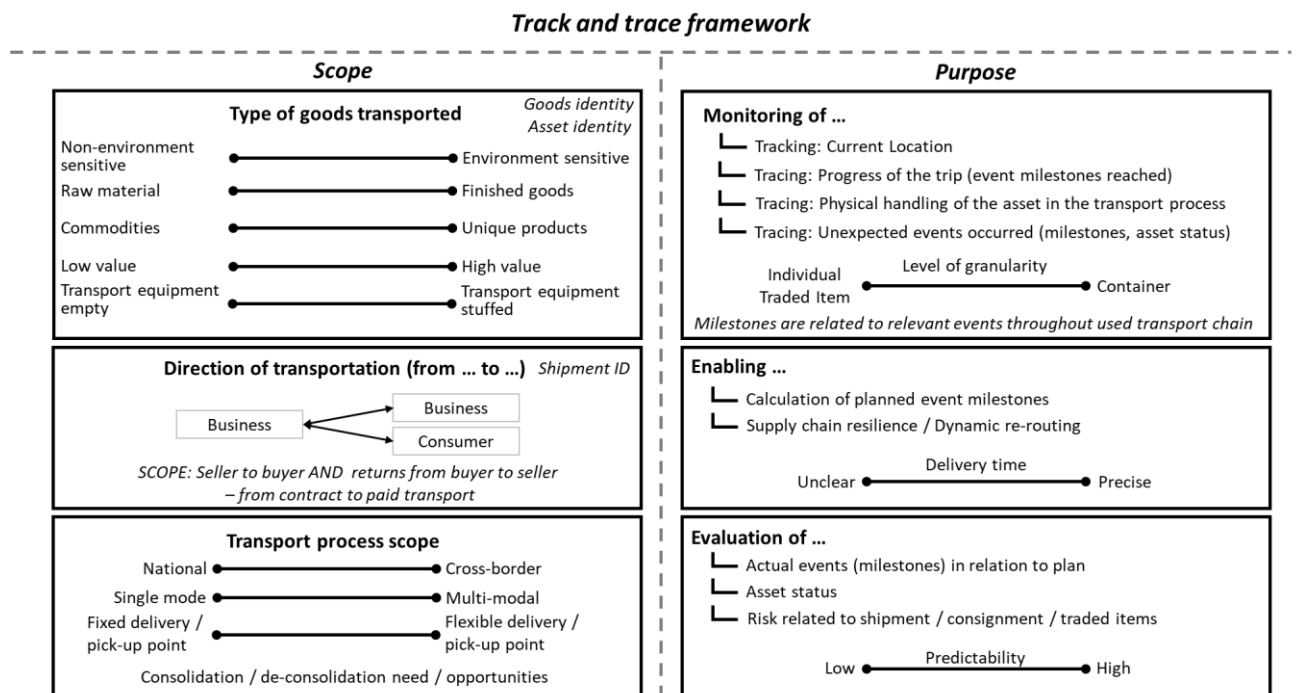 Track and trace framework
Scope
Type of goods transported
Goods identity
Asset identity
Non-environment
sensitive
Environment sensitive
Raw material
Finished goods
Commodities
Unique products
Low value
High value
Transport equipment
empty
Transport equipment
stuffed
Direction of transportation (from ... to ...)
Shipment ID
Business
Business
Consumer
SCOPE: Seller to buyer AND returns from buyer to seller
– from contract to paid transport
Transport process scope
National
Cross-border
Single mode
Multi-modal
Fixed delivery /
pick-up point
Flexible delivery /
pick-up point
Consolidation / de-consolidation need / opportunities
Purpose
Monitoring of ...
Tracking: Current Location
Tracing: Progress of the trip (event milestones reached)
Tracing: Physical handling of the asset in the transport process
Tracing: Unexpected events occurred (milestones, asset status)
Level of granularity
Individual
Traded Item
Container
Milestones are related to relevant events throughout used transport chain
Enabling ...
Calculation of planned event milestones
Supply chain resilience / Dynamic re-routing
Delivery time
Unclear
Precise
Evaluation of ...
Actual events (milestones) in relation to plan
Asset status
Risk related to shipment / consignment / traded items
Predictability
Low
High